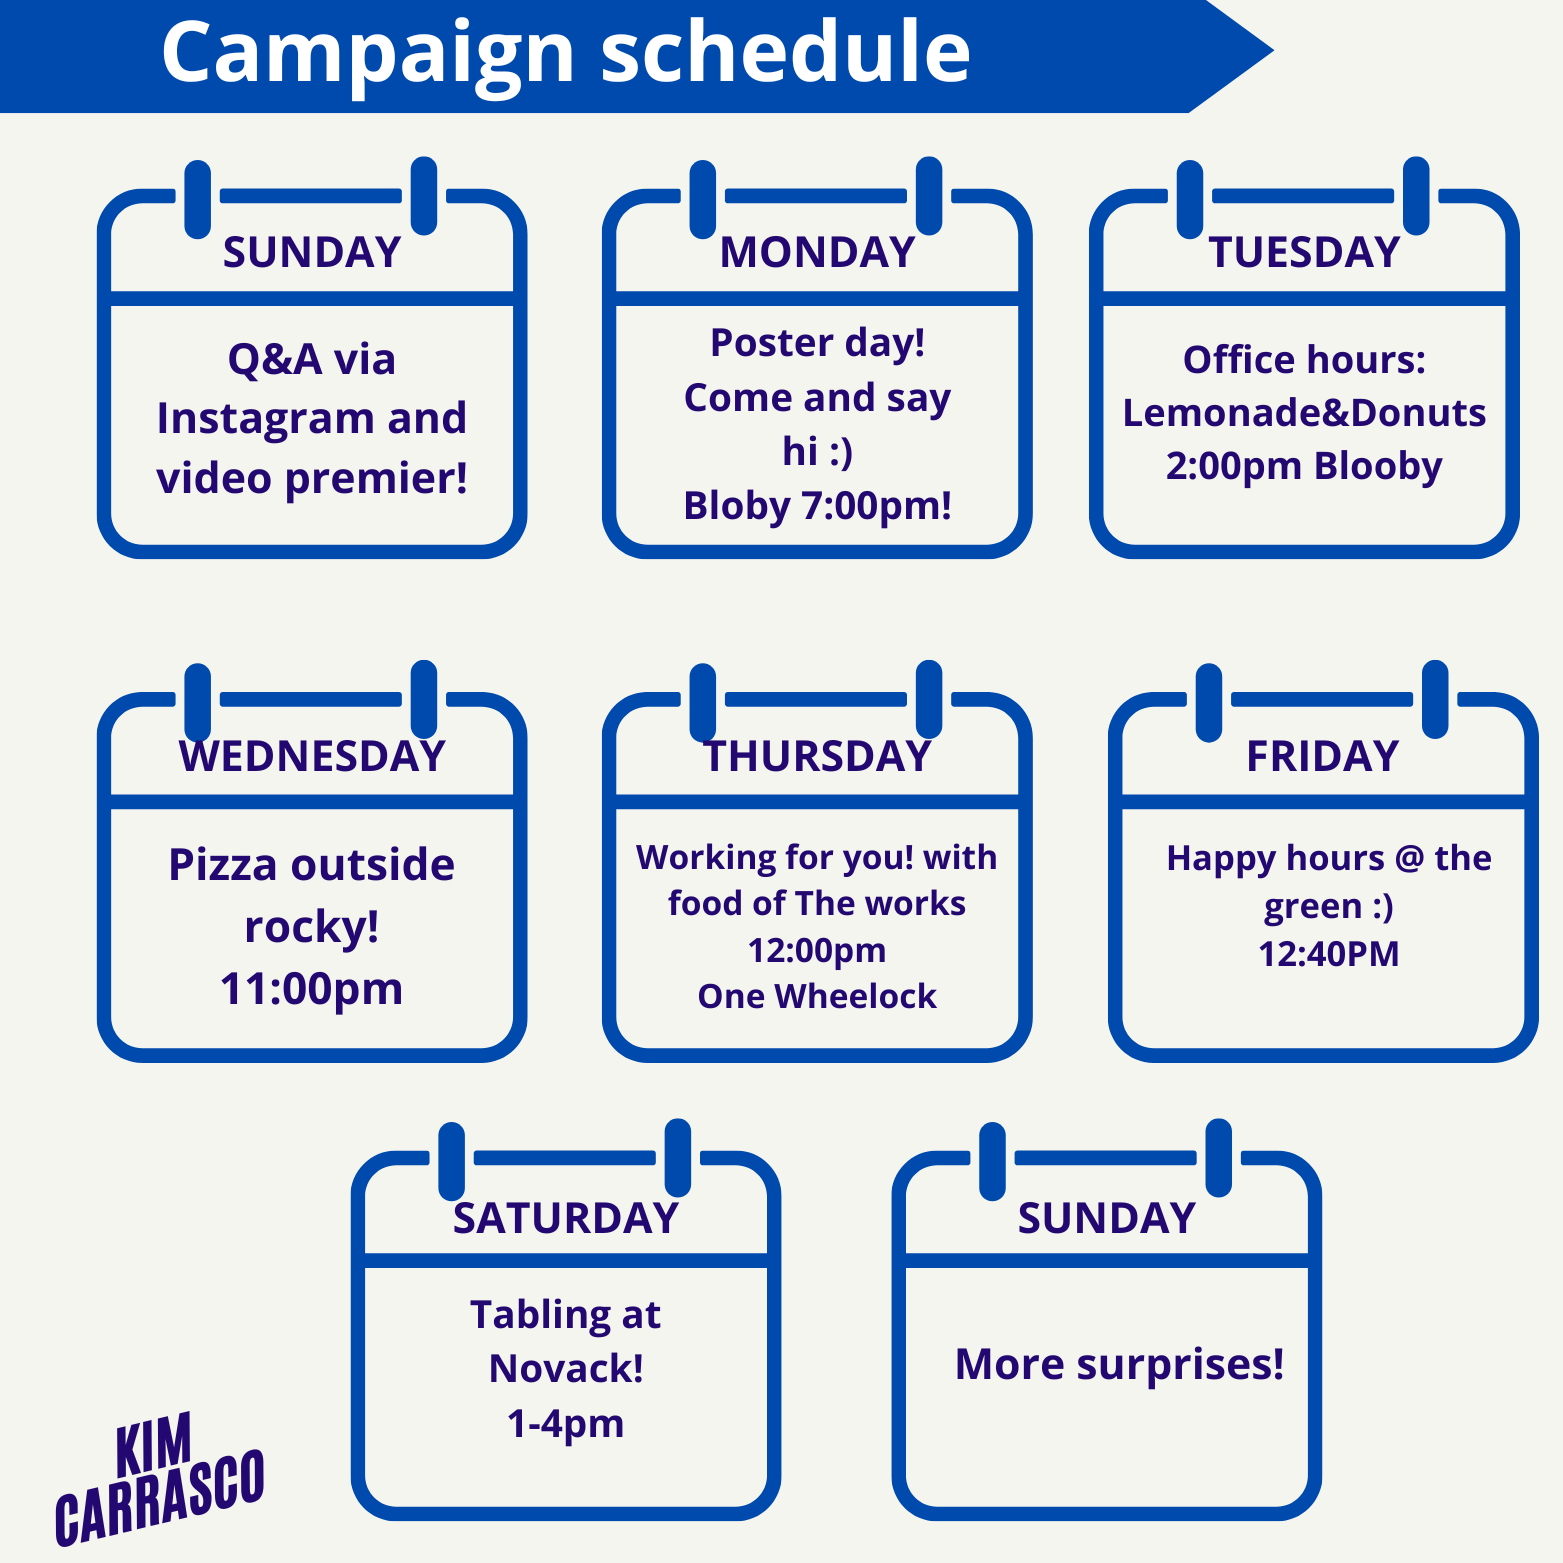 Campaign schedule
SUNDAY
Q&A via
Instagram and
video premier!
MONDAY
Poster day!
Come and say
hi :)
Bloby 7:00pm!
TUESDAY
Office hours:
Lemonade&Donuts
2:00pm Blooby
WEDNESDAY
Pizza outside
rocky!
11:00pm
THURSDAY
Working for you! with
food of The works
12:00pm
One Wheelock
FRIDAY
Happy hours @ the
green :)
12:40PM
SATURDAY
Tabling at
Novack!
1-4pm
SUNDAY
More surprises!
KIM
CARRASCO